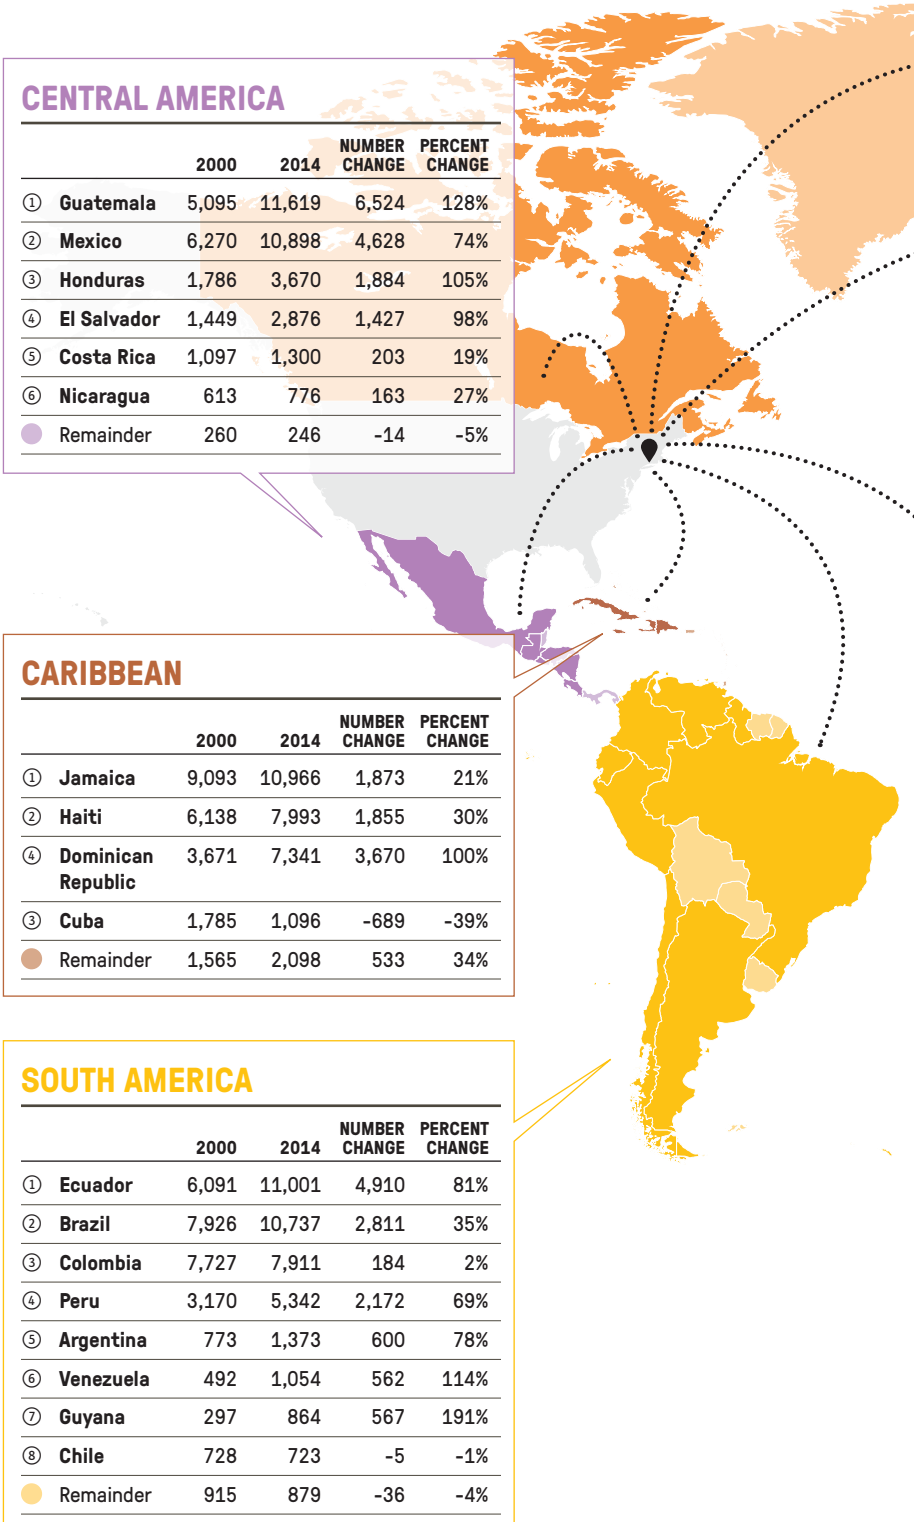 CENTRAL AMERICA
2000 2014 NUMBER CHANGE PERCENT CHANGE
① Guatemala 5,095 11,619 6,524 128%
② Mexico 6,270 10,898 4,628 74%
③ Honduras 1,786 3,670 1,884 105%
④ El Salvador 1,449 2,876 1,427 98%
⑤ Costa Rica 1,097 1,300 203 19%
⑥ Nicaragua 613 776 163 27%
Remainder 260 246 -14 -5%
CARIBBEAN
2000 2014 NUMBER CHANGE PERCENT CHANGE
① Jamaica 9,093 10,966 1,873 21%
② Haiti 6,138 7,993 1,855 30%
④ Dominican Republic 3,671 7,341 3,670 100%
③ Cuba 1,785 1,096 -689 -39%
Remainder 1,565 2,098 533 34%
SOUTH AMERICA
2000 2014 NUMBER CHANGE PERCENT CHANGE
① Ecuador 6,091 11,001 4,910 81%
② Brazil 7,926 10,737 2,811 35%
③ Colombia 7,727 7,911 184 2%
④ Peru 3,170 5,342 2,172 69%
⑤ Argentina 773 1,373 600 78%
⑥ Venezuela 492 1,054 562 114%
⑦ Guyana 297 864 567 191%
⑧ Chile 728 723 -5 -1%
Remainder 915 879 -36 -4%